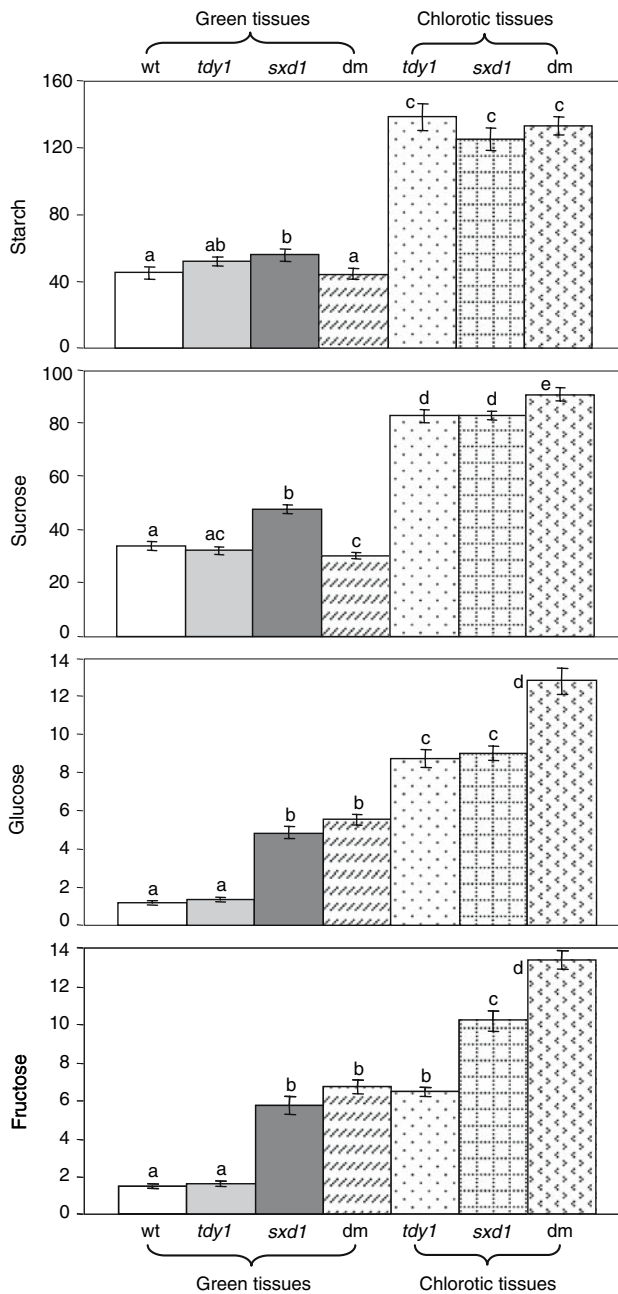 Green tissues Chlorotic tissues
wt tdy1 sxd1 dm tdy1 sxd1 dm
Starch
160
120
80
40
0
a ab b a c c c
Sucrose
100
80
60
40
20
0
a ac b c d d e
Glucose
14
12
10
8
6
4
2
0
a a b b c c d
Fructose
14
12
10
8
6
4
2
0
a a b b b c d
wt tdy1 sxd1 dm tdy1 sxd1 dm
Green tissues Chlorotic tissues